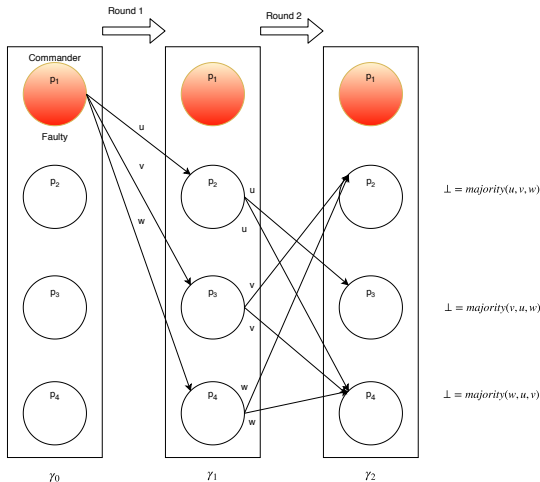 Round 1
Round 2
Commander
p1
p1
p1
Faulty
u
v
w
p2
p2
p2
u
u
⊥ = majority(u, v, w)
p3
p3
p3
v
v
⊥ = majority(v, u, w)
p4
p4
p4
w
w
⊥ = majority(w, u, v)
γ0
γ1
γ2